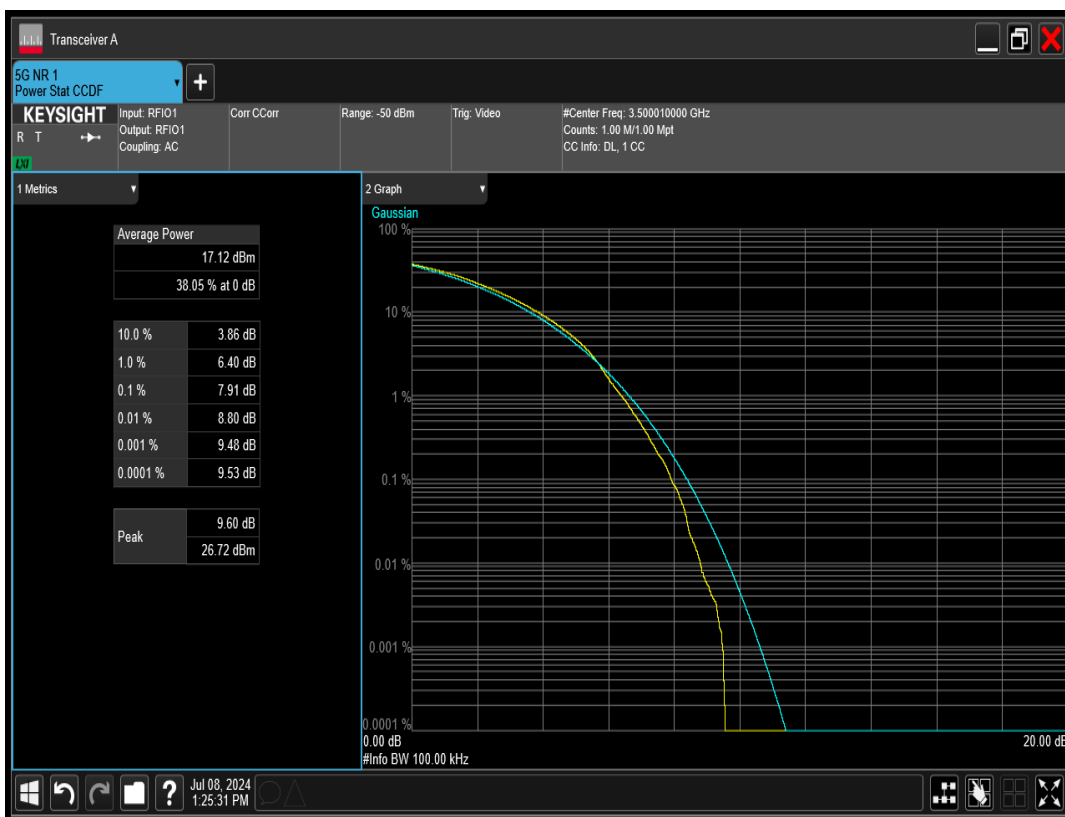 Transceiver A
5G NR 1
Power Stat CCDF
+
KEYSIGHT
R T
LXI
Input: RFIO1
Output: RFIO1
Coupling: AC
Corr CCorr
Range: -50 dBm
Trig: Video
#Center Freq: 3.500010000 GHz
Counts: 1.00 M/1.00 Mpt
CC Info: DL, 1 CC
1 Metrics
Average Power
17.12 dBm
38.05 % at 0 dB
10.0 % 3.86 dB
1.0 % 6.40 dB
0.1 % 7.91 dB
0.01 % 8.80 dB
0.001 % 9.48 dB
0.0001 % 9.53 dB
Peak 9.60 dB
26.72 dBm
2 Graph
Gaussian
100 %
10 %
1 %
0.1 %
0.01 %
0.001 %
0.0001 %
0.00 dB 20.00 dB
#Info BW 100.00 kHz
?
Jul 08, 2024
1:25:31 PM